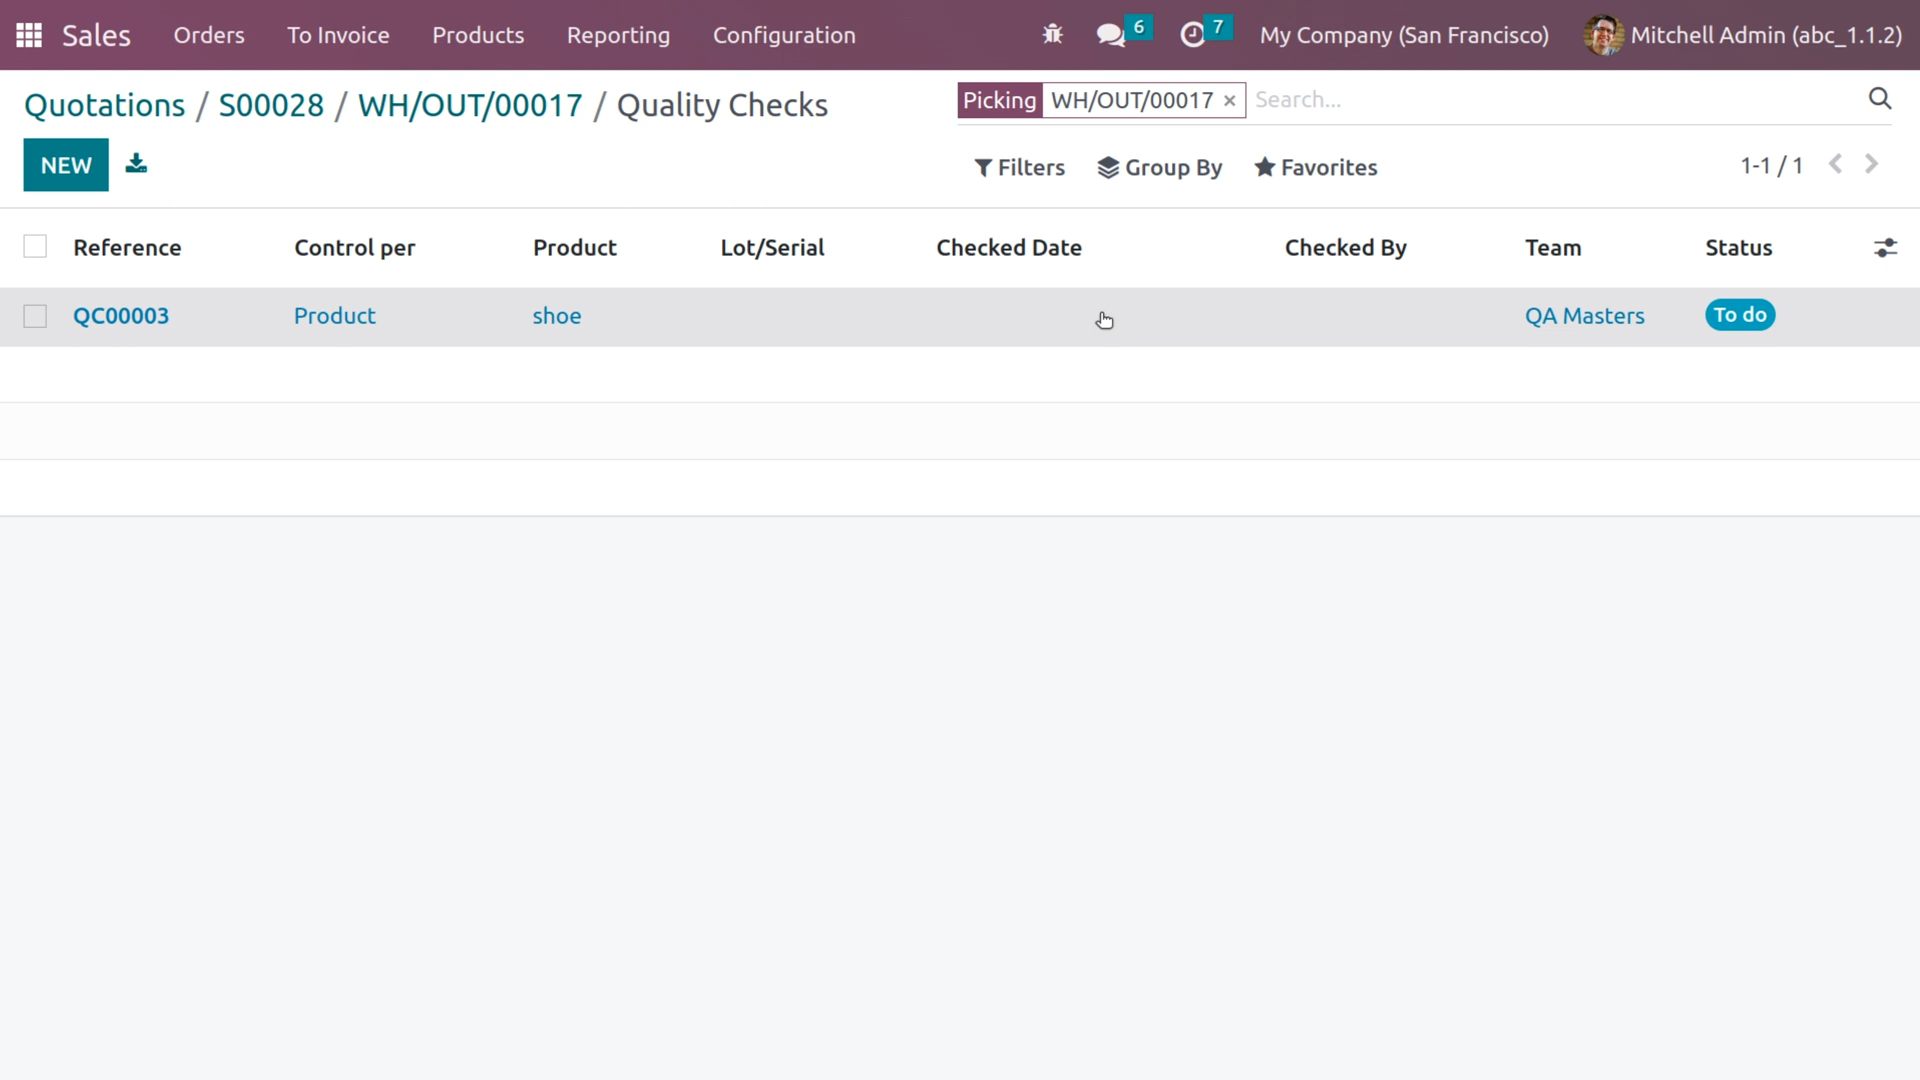 Sales Orders To Invoice Products Reporting Configuration 6 7 My Company (San Francisco) Mitchell Admin (abc_1.1.2)
Quotations / S00028 / WH/OUT/00017 / Quality Checks Picking WH/OUT/00017 × Search...
NEW Filters Group By Favorites 1-1 / 1
Reference Control per Product Lot/Serial Checked Date Checked By Team Status
QC00003 Product shoe QA Masters To do